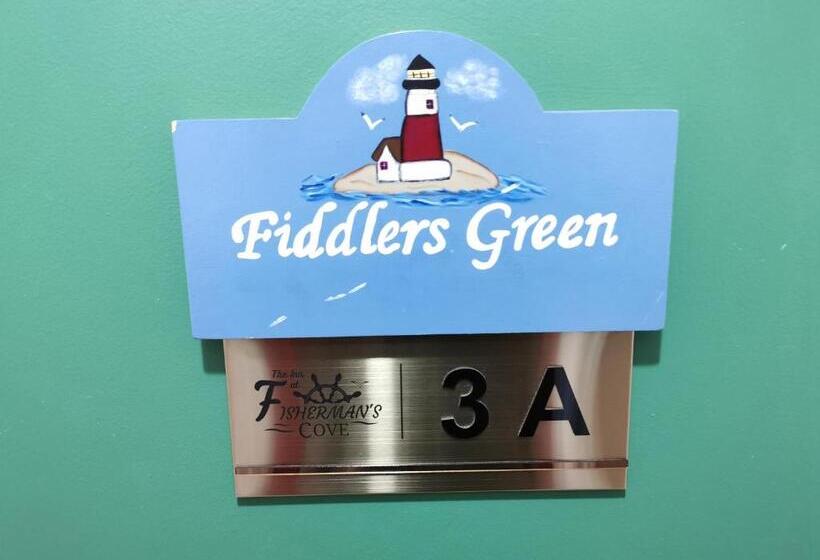 Fiddlers Green
The Inn
at
FISHERMAN'S
COVE
3 A